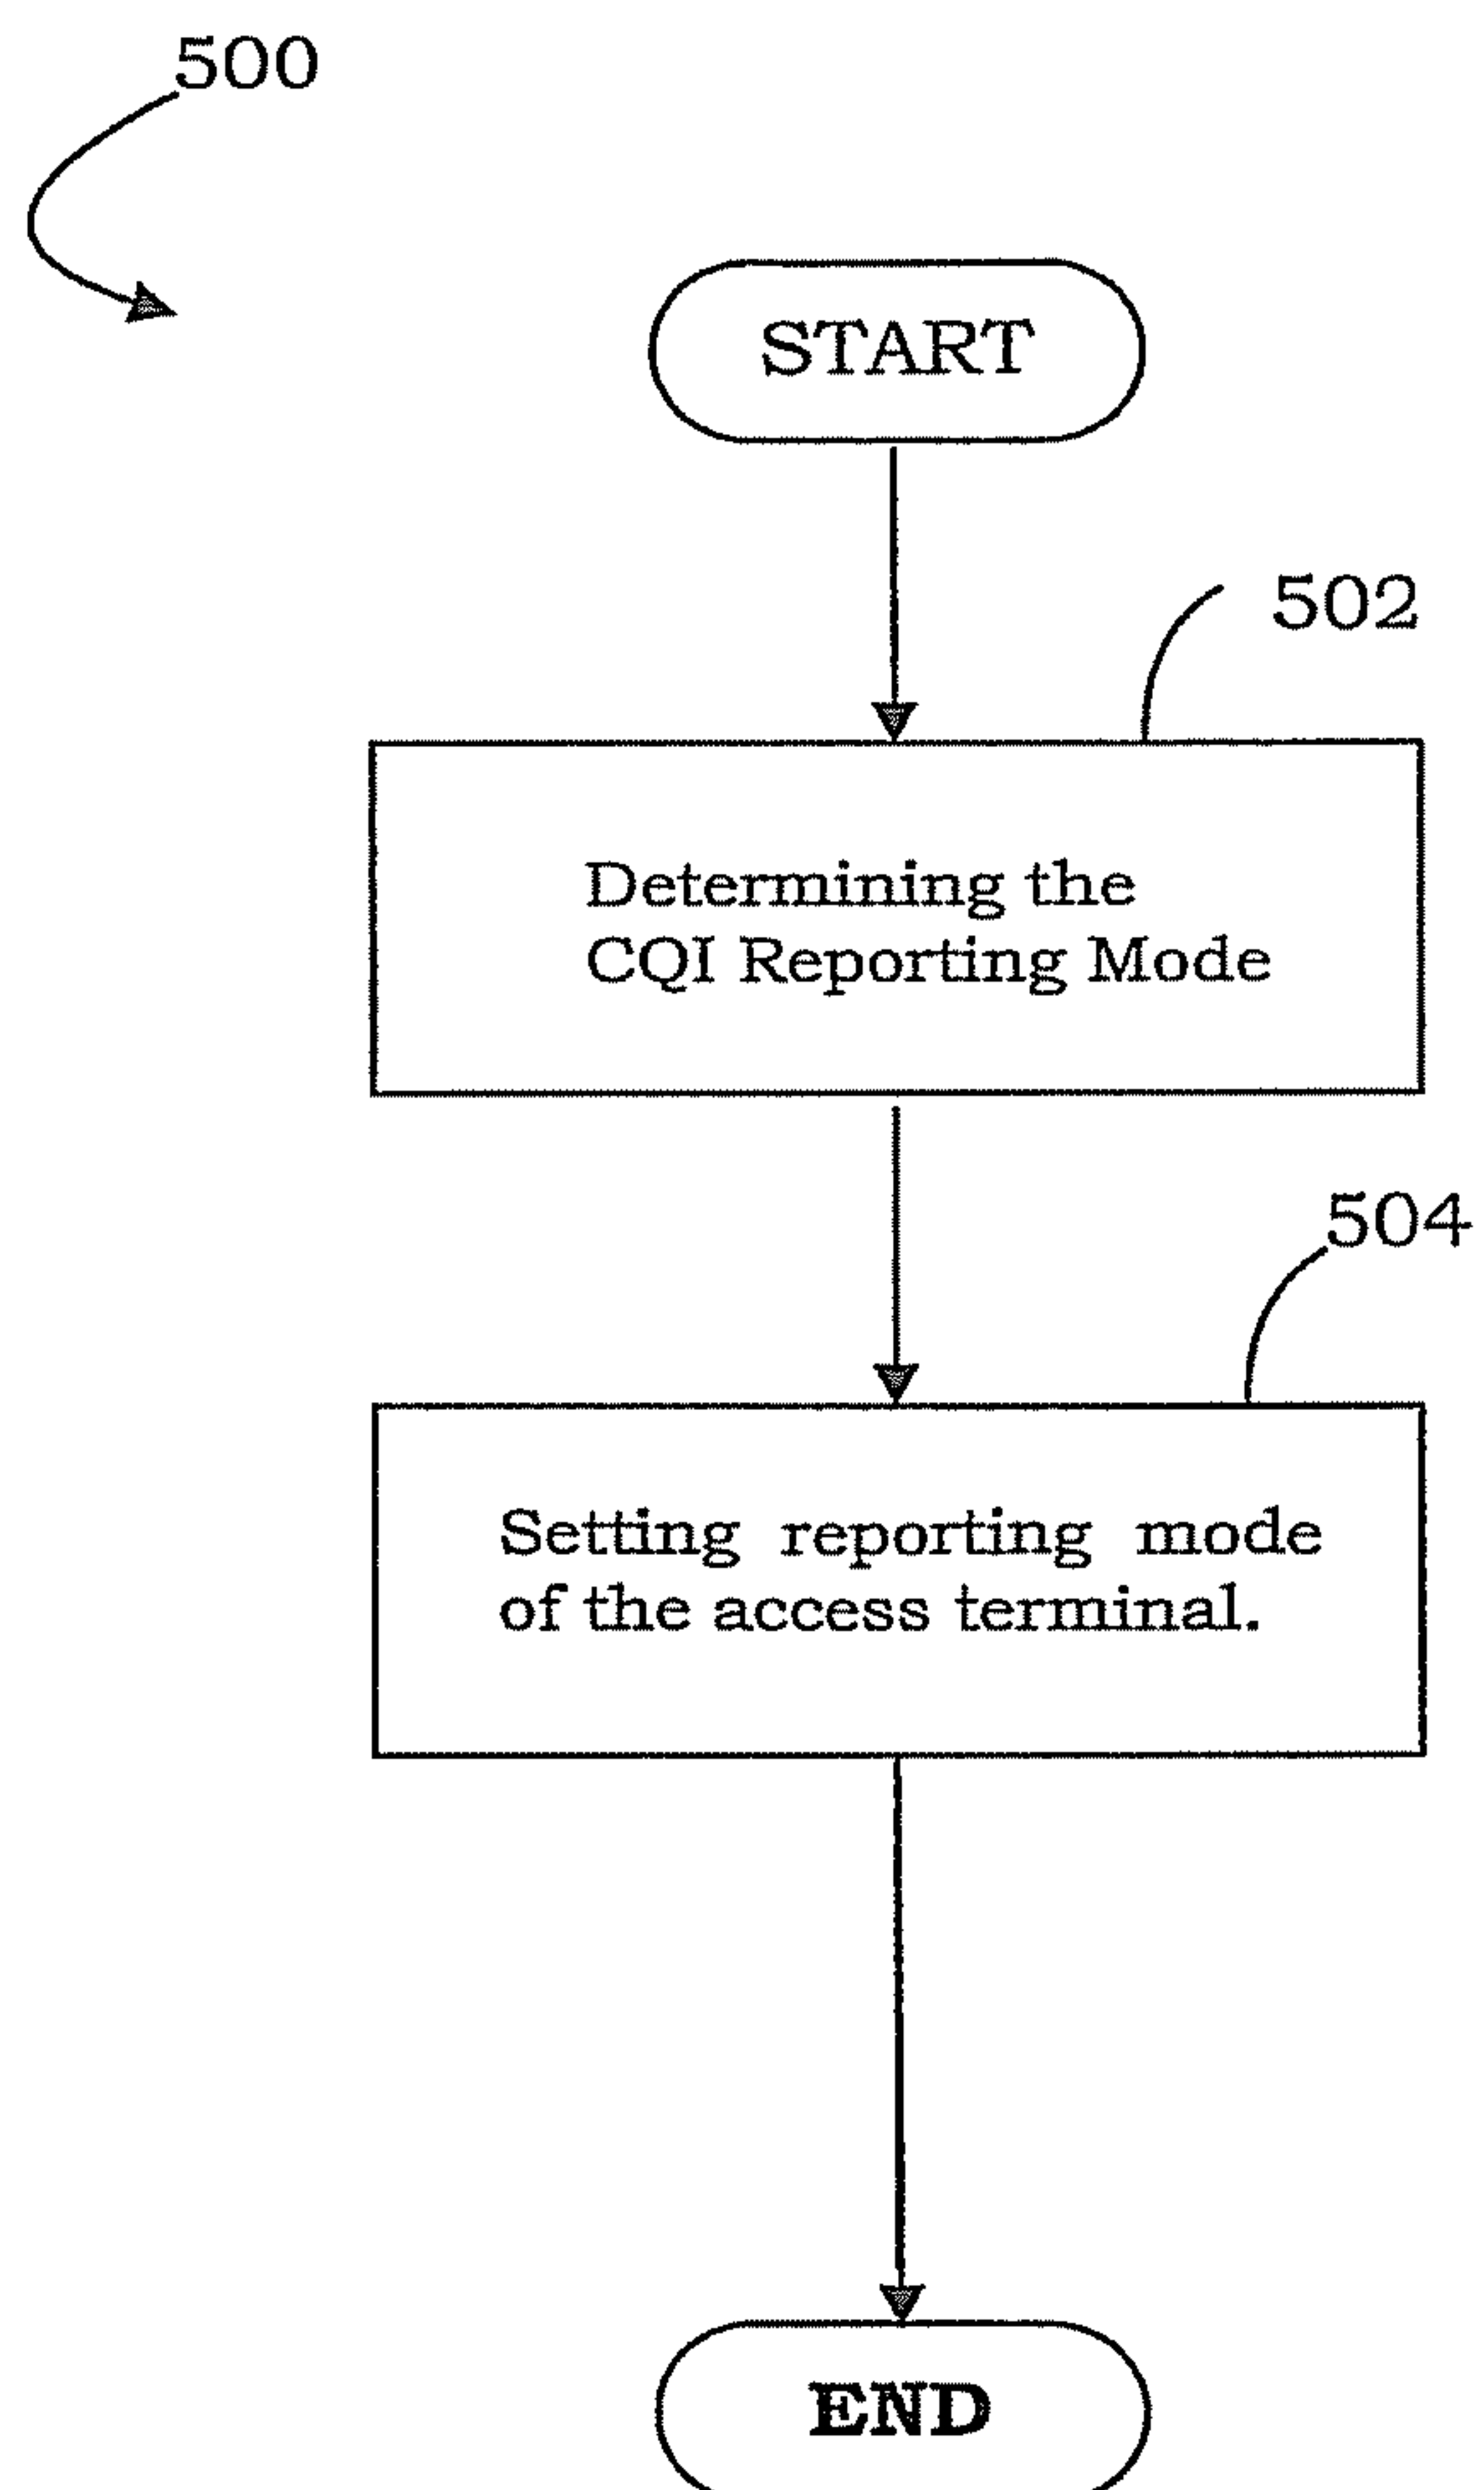 500
START
502
Determining the
CQI Reporting Mode
504
Setting reporting mode
of the access terminal.
END